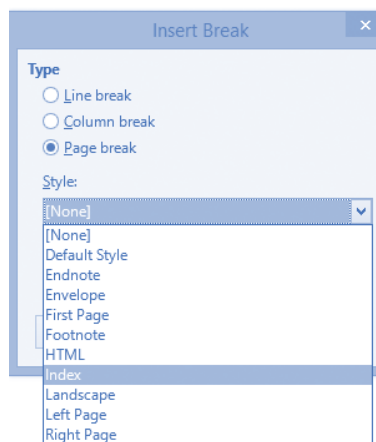 Insert Break
Type
Line break
Column break
Page break
Style:
[None]
[None]
Default Style
Endnote
Envelope
First Page
Footnote
HTML
Index
Landscape
Left Page
Right Page